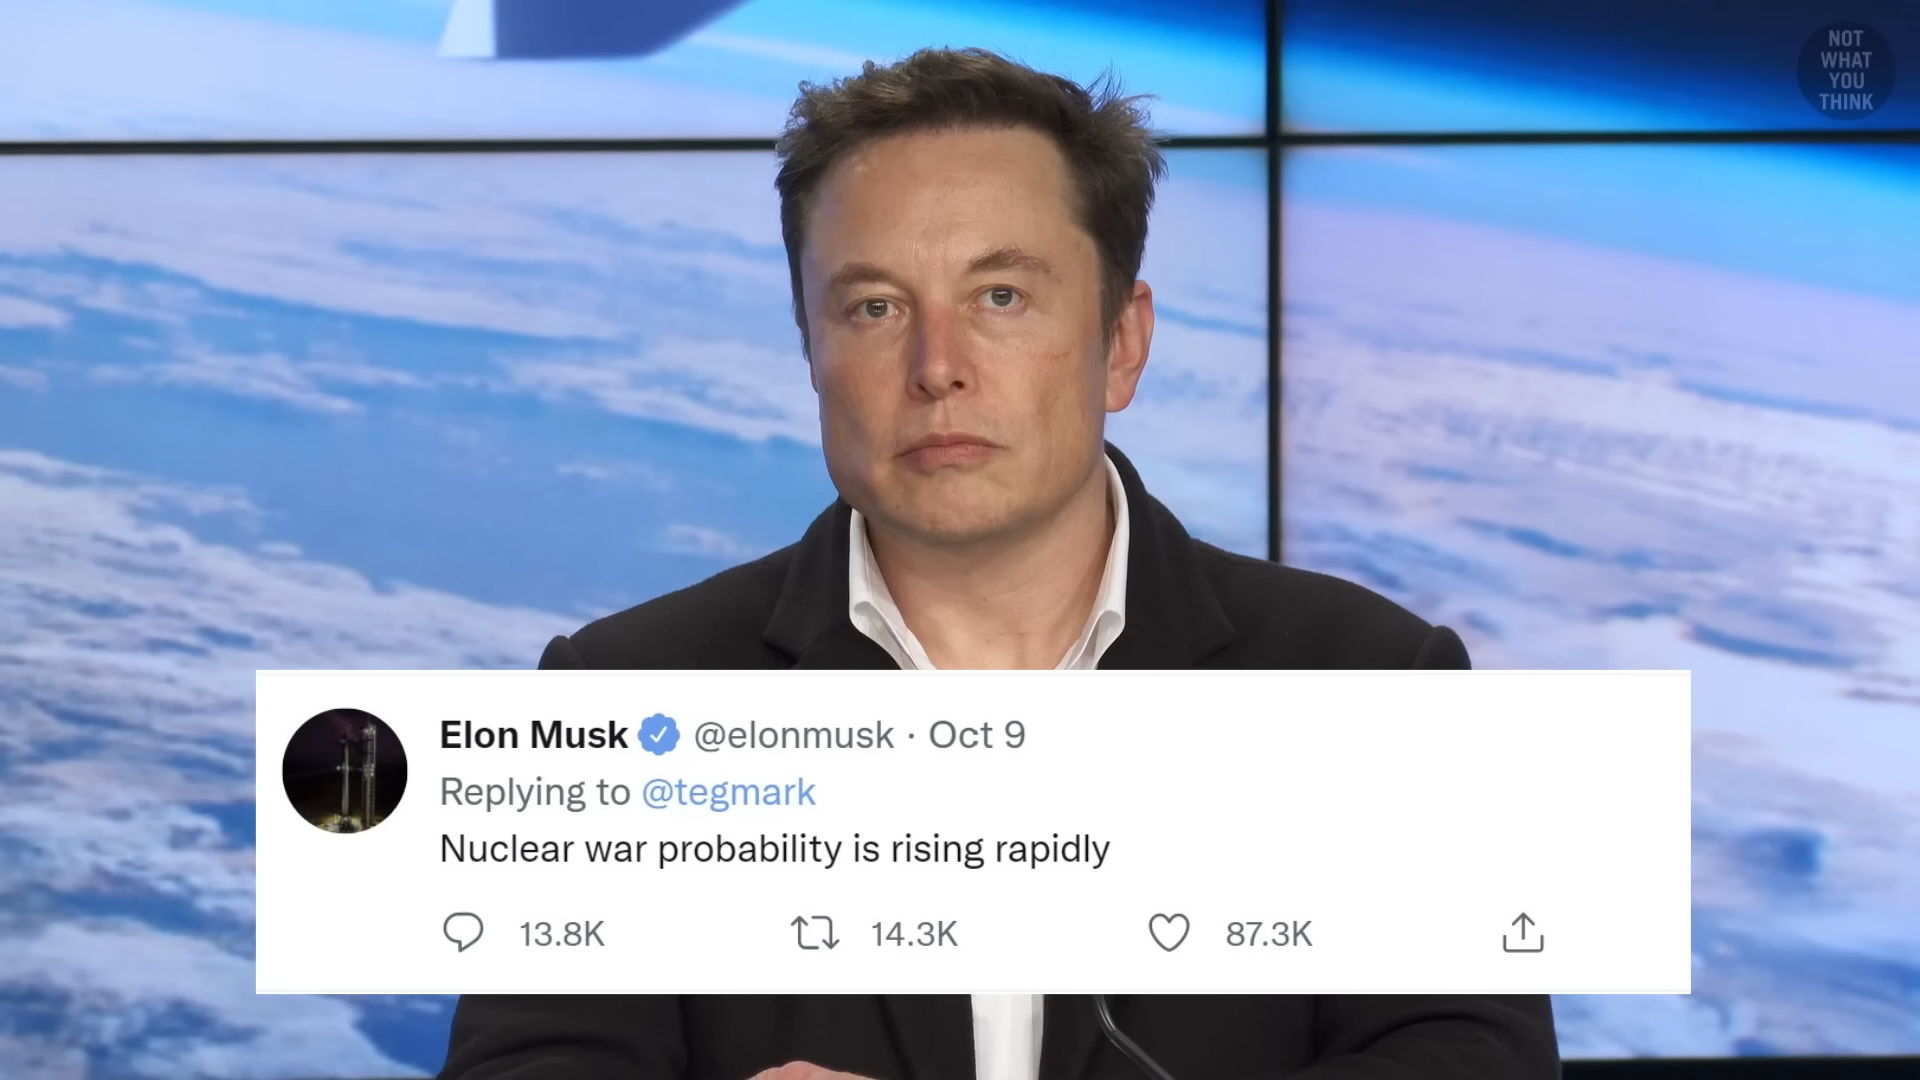 NOT
WHAT
YOU
THINK
Elon Musk @elonmusk · Oct 9
Replying to @tegmark
Nuclear war probability is rising rapidly
13.8K 14.3K 87.3K